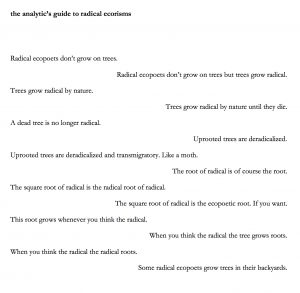 the analytic's guide to radical ecorisms
Radical ecopoets don't grow on trees.
Radical ecopoets don't grow on trees but trees grow radical.
Trees grow radical by nature.
Trees grow radical by nature until they die.
A dead tree is no longer radical.
Uprooted trees are deradicalized.
Uprooted trees are deradicalized and transmigratory. Like a moth.
The root of radical is of course the root.
The square root of radical is the radical root of radical.
The square root of radical is the ecopoetic root. If you want.
This root grows whenever you think the radical.
When you think the radical the tree grows roots.
When you think the radical the radical roots.
Some radical ecopoets grow trees in their backyards.